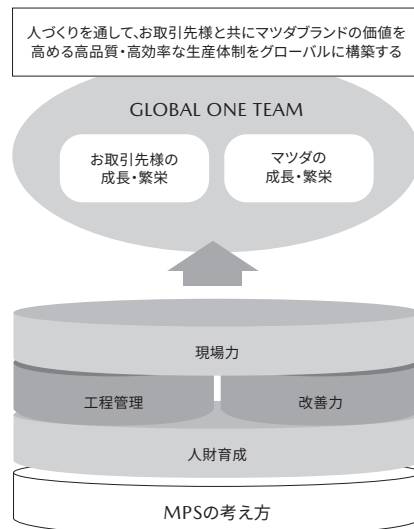 人づくりを通して、お取引先様と共にマツダブランドの価値を
高める高品質・高効率な生産体制をグローバルに構築する
GLOBAL ONE TEAM
お取引先様の
成長・繁栄
マツダの
成長・繁栄
現場力
工程管理
改善力
人財育成
MPSの考え方